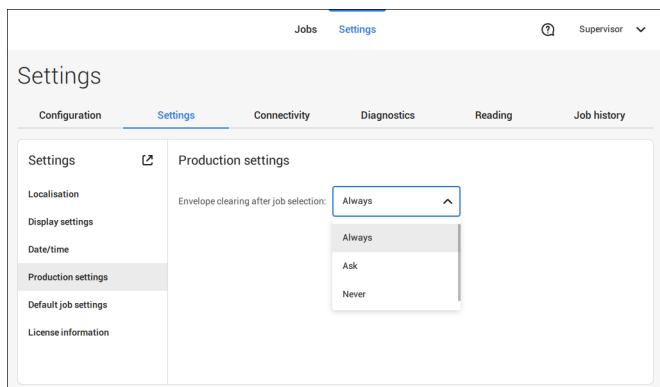 Jobs Settings Supervisor
Settings
Configuration Settings Connectivity Diagnostics Reading Job history
Settings
Localisation
Display settings
Date/time
Production settings
Default job settings
License information
Production settings
Envelope clearing after job selection: Always
Always
Ask
Never